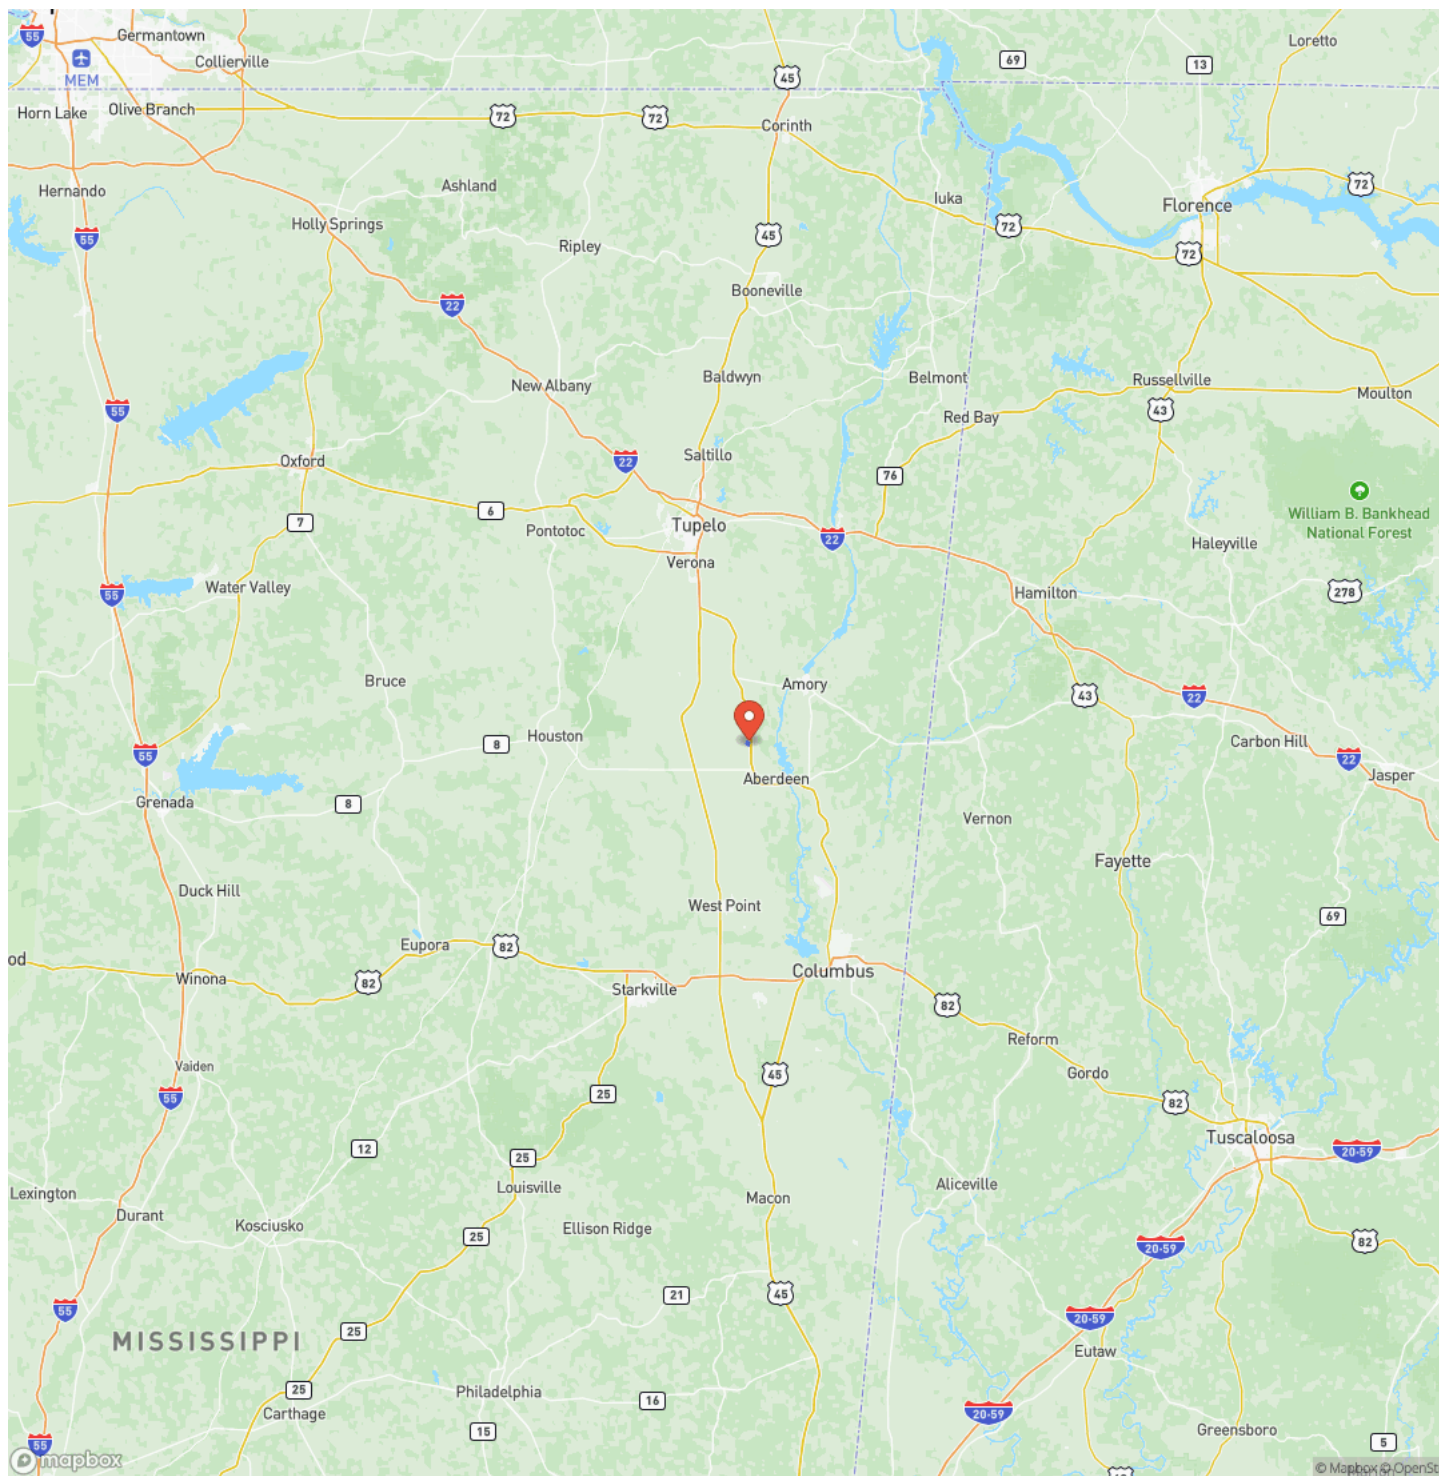 55
Germantown
Collierville
MEM
Horn Lake
Olive Branch
45
69
13
Loretto
72
72
Corinth
Hernando
Ashland
Iuka
Florence
72
55
Holly Springs
Ripley
45
72
72
22
Booneville
55
New Albany
Baldwyn
Belmont
Russellville
Moulton
43
Red Bay
Oxford
22
Saltillo
76
7
6
Pontotoc
Tupelo
22
William B. Bankhead
National Forest
Haleyville
Verona
55
Water Valley
Hamilton
278
Bruce
Amory
43
22
55
8
Houston
Carbon Hill
22
Jasper
Grenada
8
Aberdeen
Vernon
Fayette
Duck Hill
West Point
69
od
Eupora
82
Winona
82
Starkville
Columbus
82
Reform
Vaiden
55
25
45
Gordo
82
12
25
Tuscaloosa
20-59
Lexington
Durant
Kosciusko
Louisville
Macon
Aliceville
25
Ellison Ridge
20-59
82
55
21
45
MISSISSIPPI
25
20-59
Eutaw
25
Carthage
Philadelphia
16
20-59
15
Greensboro
5
55
mapbox
© Mapbox © OpenSt